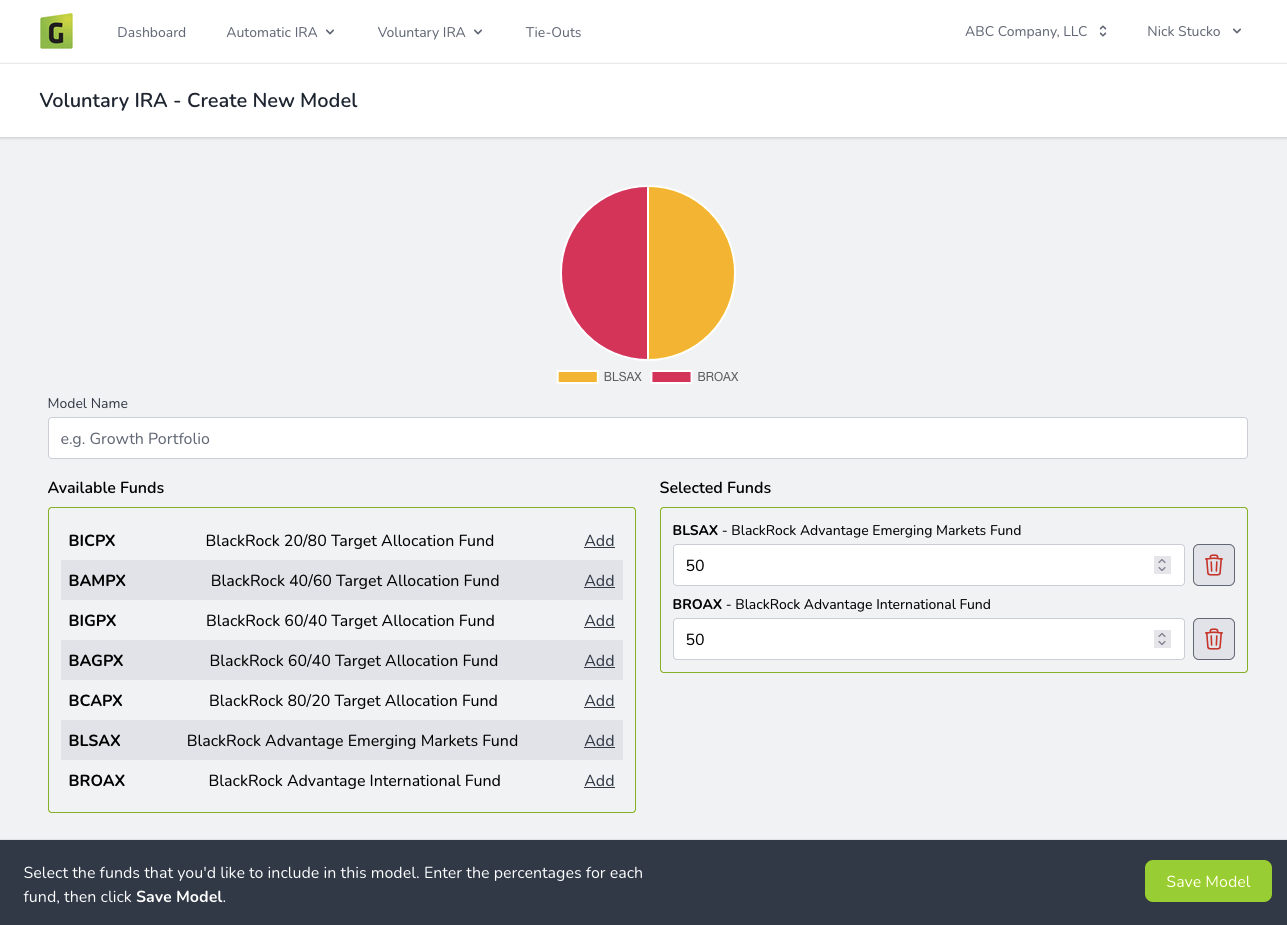 G
Dashboard Automatic IRA Voluntary IRA Tie-Outs ABC Company, LLC Nick Stucko
Voluntary IRA - Create New Model
BLSAX BROAX
Model Name
e.g. Growth Portfolio
Available Funds
BICPX BlackRock 20/80 Target Allocation Fund Add
BAMPX BlackRock 40/60 Target Allocation Fund Add
BIGPX BlackRock 60/40 Target Allocation Fund Add
BAGPX BlackRock 60/40 Target Allocation Fund Add
BCAPX BlackRock 80/20 Target Allocation Fund Add
BLSAX BlackRock Advantage Emerging Markets Fund Add
BROAX BlackRock Advantage International Fund Add
Selected Funds
BLSAX - BlackRock Advantage Emerging Markets Fund
50
BROAX - BlackRock Advantage International Fund
50
Select the funds that you'd like to include in this model. Enter the percentages for each
fund, then click Save Model.
Save Model